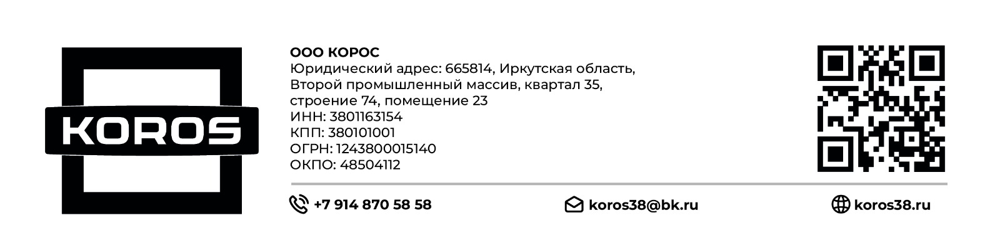 KOROS
ООО КОРОС
Юридический адрес: 665814, Иркутская область,
Второй промышленный массив, квартал 35,
строение 74, помещение 23
ИНН: 3801163154
КПП: 380101001
ОГРН: 1243800015140
ОКПО: 48504112
+7 914 870 58 58
koros38@bk.ru
koros38.ru